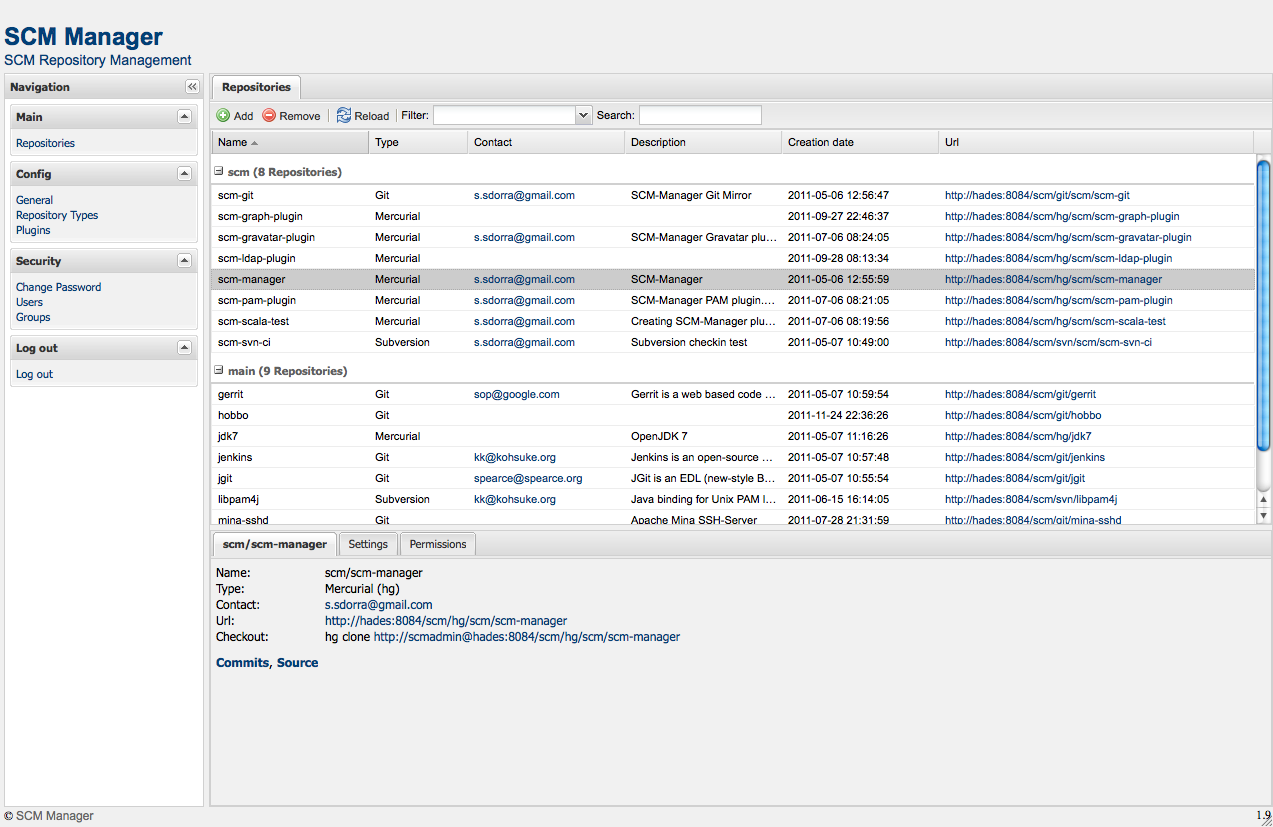 SCM Manager
SCM Repository Management
Navigation
Main
Repositories
Config
General
Repository Types
Plugins
Security
Change Password
Users
Groups
Log out
Log out
Repositories
Add Remove Reload Filter: Search:
Name Type Contact Description Creation date Url
scm (8 Repositories)
scm-git Git s.sdorra@gmail.com SCM-Manager Git Mirror 2011-05-06 12:56:47 http://hades:8084/scm/git/scm/scm-git
scm-graph-plugin Mercurial 2011-09-27 22:46:37 http://hades:8084/scm/hg/scm/scm-graph-plugin
scm-gravatar-plugin Mercurial s.sdorra@gmail.com SCM-Manager Gravatar plu... 2011-07-06 08:24:05 http://hades:8084/scm/hg/scm/scm-gravatar-plugin
scm-ldap-plugin Mercurial 2011-09-28 08:13:34 http://hades:8084/scm/hg/scm/scm-ldap-plugin
scm-manager Mercurial s.sdorra@gmail.com SCM-Manager 2011-05-06 12:55:59 http://hades:8084/scm/hg/scm/scm-manager
scm-pam-plugin Mercurial s.sdorra@gmail.com SCM-Manager PAM plugin.... 2011-07-06 08:21:05 http://hades:8084/scm/hg/scm/scm-pam-plugin
scm-scala-test Mercurial s.sdorra@gmail.com Creating SCM-Manager plu... 2011-07-06 08:19:56 http://hades:8084/scm/hg/scm/scm-scala-test
scm-svn-ci Subversion s.sdorra@gmail.com Subversion checkin test 2011-05-07 10:49:00 http://hades:8084/scm/svn/scm/scm-svn-ci
main (9 Repositories)
gerrit Git sop@google.com Gerrit is a web based code ... 2011-05-07 10:59:54 http://hades:8084/scm/git/gerrit
hobbo Git 2011-11-24 22:36:26 http://hades:8084/scm/git/hobbo
jdk7 Mercurial OpenJDK 7 2011-05-07 11:16:26 http://hades:8084/scm/hg/jdk7
jenkins Git kk@kohsuke.org Jenkins is an open-source ... 2011-05-07 10:57:48 http://hades:8084/scm/git/jenkins
jgit Git spearce@spearce.org JGit is an EDL (new-style B... 2011-05-07 10:55:54 http://hades:8084/scm/git/jgit
libpam4j Subversion kk@kohsuke.org Java binding for Unix PAM l... 2011-06-15 16:14:05 http://hades:8084/scm/svn/libpam4j
mina-sshd Git Apache Mina SSH-Server 2011-07-28 21:31:59 http://hades:8084/scm/git/mina-sshd
scm/scm-manager Settings Permissions
Name: scm/scm-manager
Type: Mercurial (hg)
Contact: s.sdorra@gmail.com
Url: http://hades:8084/scm/hg/scm/scm-manager
Checkout: hg clone http://scmadmin@hades:8084/scm/hg/scm/scm-manager
Commits, Source
© SCM Manager
1.9